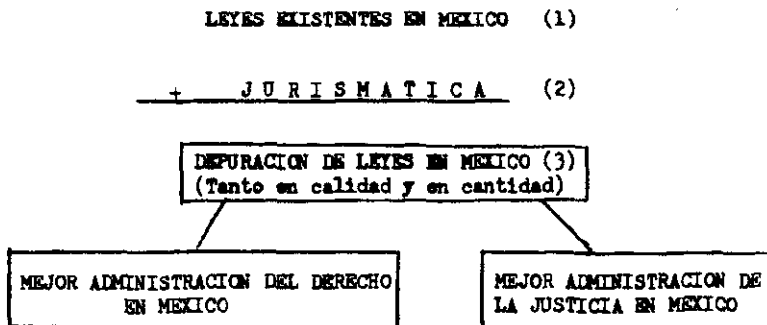 LEYES EXISTENTES EN MEXICO (1)
+ J U R I S M A T I C A (2)
DEPURACION DE LEYES EN MEXICO (3)
(Tanto en calidad y en cantidad)
MEJOR ADMINISTRACION DEL DERECHO
EN MEXICO
MEJOR ADMINISTRACION DE
LA JUSTICIA EN MEXICO